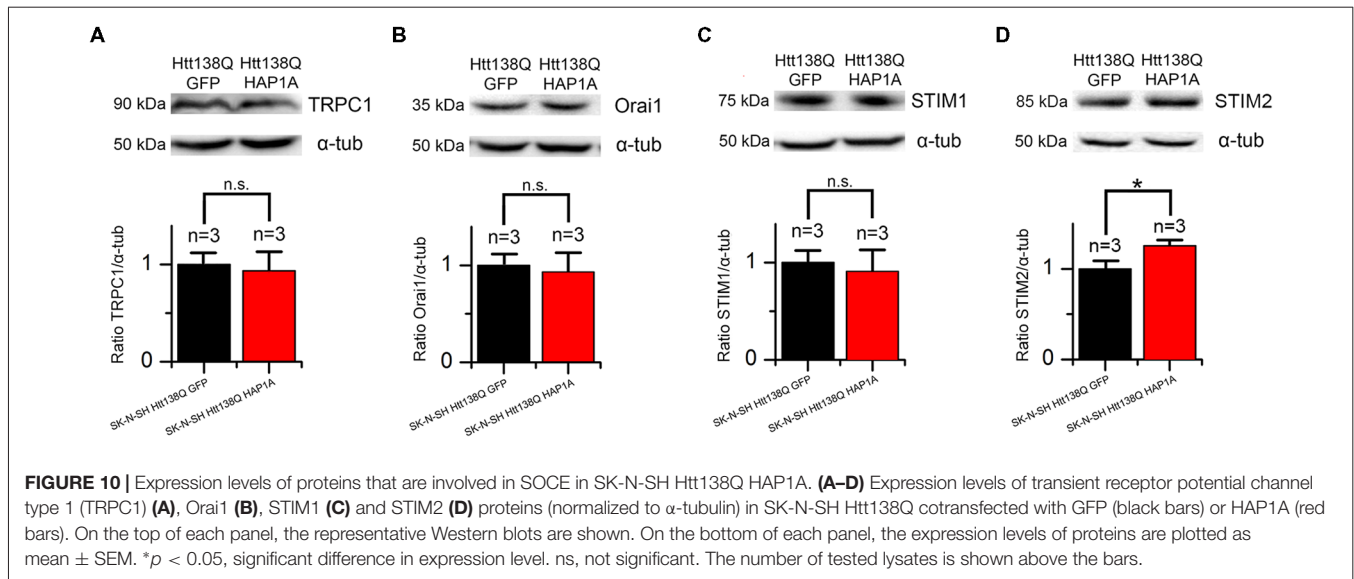 A
Htt138Q Htt138Q
GFP HAP1A
90 kDa TRPC1
50 kDa α-tub
n.s.
n=3 n=3
Ratio TRPC1/α-tub
1
0
SK-N-SH Htt138Q GFP
SK-N-SH Htt138Q HAP1A
B
Htt138Q Htt138Q
GFP HAP1A
35 kDa Orai1
50 kDa α-tub
n.s.
n=3 n=3
Ratio Orai1/α-tub
1
0
SK-N-SH Htt138Q GFP
SK-N-SH Htt138Q HAP1A
C
Htt138Q Htt138Q
GFP HAP1A
75 kDa STIM1
50 kDa α-tub
n.s.
n=3 n=3
Ratio STIM1/α-tub
1
0
SK-N-SH Htt138Q GFP
SK-N-SH Htt138Q HAP1A
D
Htt138Q Htt138Q
GFP HAP1A
85 kDa STIM2
50 kDa α-tub
*
n=3 n=3
Ratio STIM2/α-tub
1
0
SK-N-SH Htt138Q GFP
SK-N-SH Htt138Q HAP1A
FIGURE 10 | Expression levels of proteins that are involved in SOCE in SK-N-SH Htt138Q HAP1A. (A–D) Expression levels of transient receptor potential channel
type 1 (TRPC1) (A), Orai1 (B), STIM1 (C) and STIM2 (D) proteins (normalized to α-tubulin) in SK-N-SH Htt138Q cotransfected with GFP (black bars) or HAP1A (red
bars). On the top of each panel, the representative Western blots are shown. On the bottom of each panel, the expression levels of proteins are plotted as
mean ± SEM. *p < 0.05, significant difference in expression level. ns, not significant. The number of tested lysates is shown above the bars.